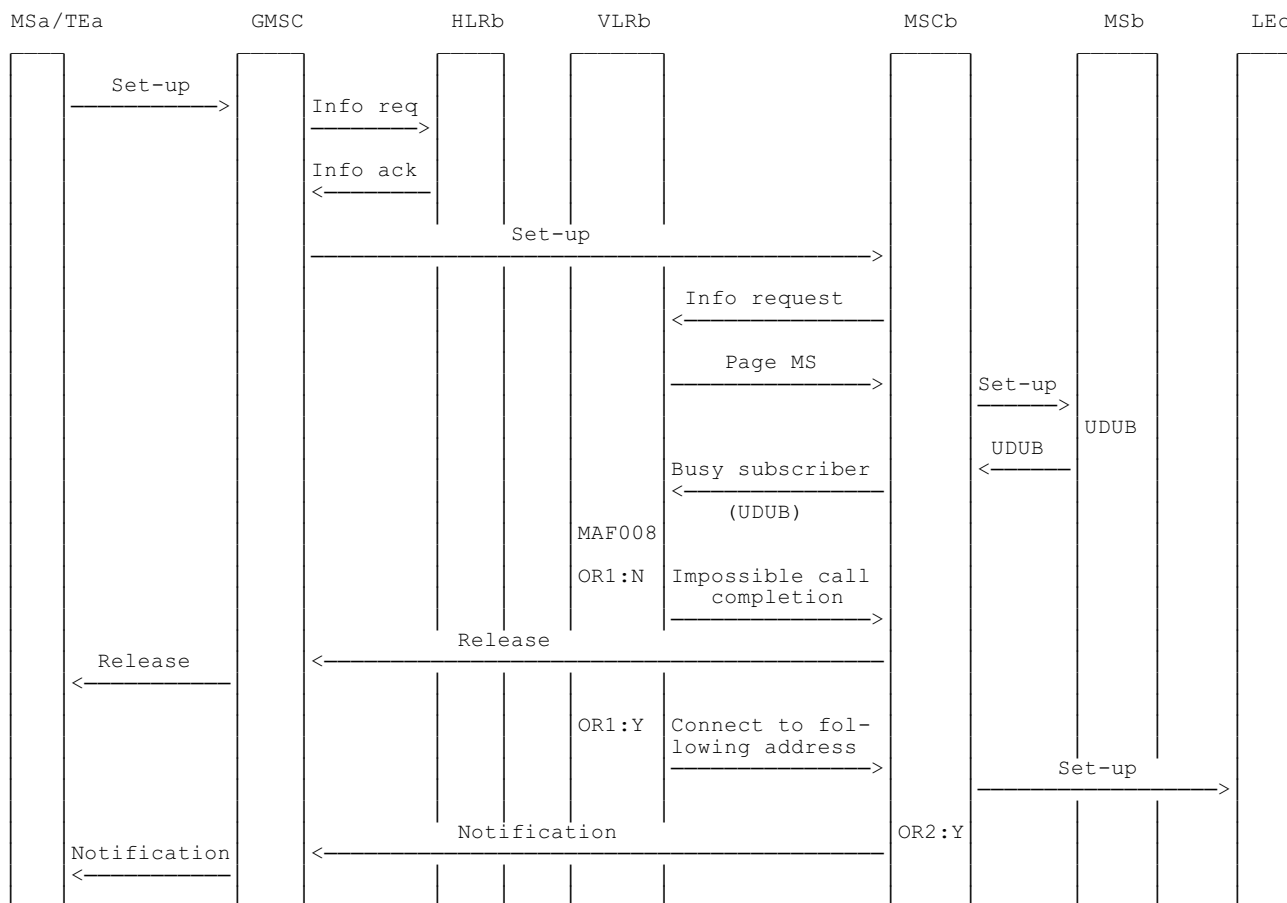 MSa/TEa GMSC HLRb VLRb MSCb MSb LEc
Set-up
Info req
Info ack
Set-up
Info request
Page MS
Set-up
UDUB
UDUB
Busy subscriber
(UDUB)
MAF008
OR1:N Impossible call
completion
Release
Release
OR1:Y Connect to fol-
lowing address
Set-up
Notification OR2:Y
Notification